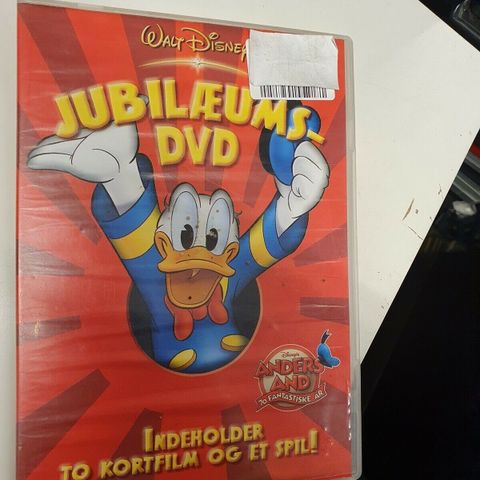 WALT DISNEY
JUBILÆUMS-
DVD
Disney's
ANDERS
AND
70 FANTASTISKE ÅR
INDEHOLDER
TO KORTFILM OG ET SPIL!